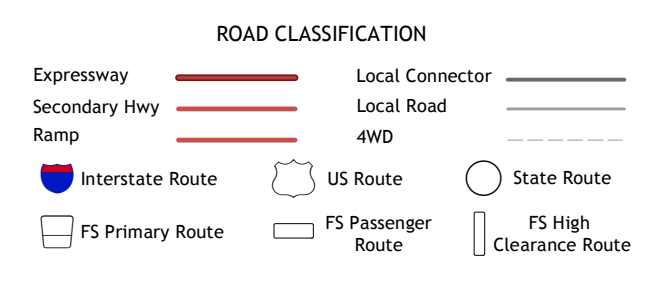 ROAD CLASSIFICATION
Expressway
Local Connector
Secondary Hwy
Local Road
Ramp
4WD
Interstate Route
US Route
State Route
FS Primary Route
FS Passenger
Route
FS High
Clearance Route